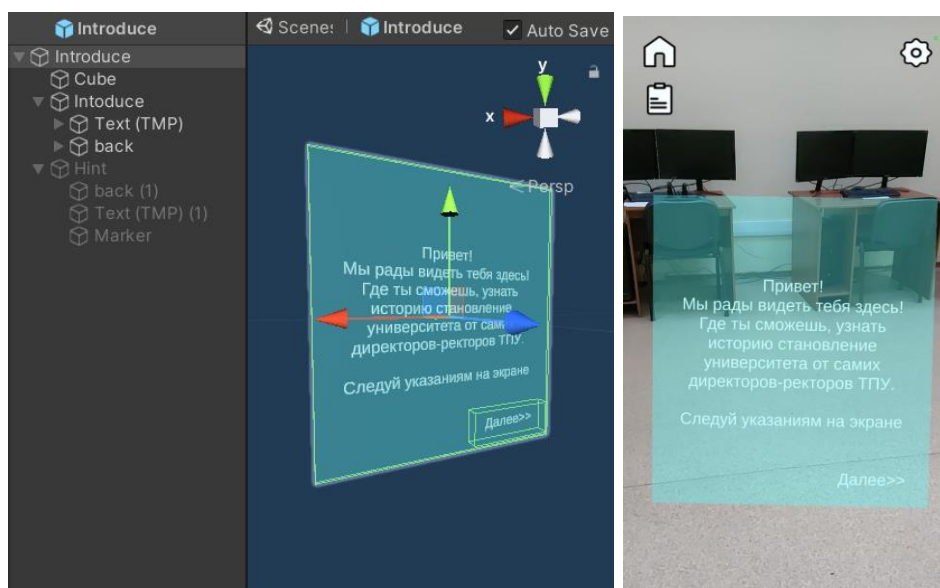 Introduce
Introduce
Cube
Intoduce
Text (TMP)
back
Hint
back (1)
Text (TMP) (1)
Marker
Scene:
Introduce
Auto Save
y
x
Persp
Привет!
Мы рады видеть тебя здесь!
Где ты сможешь, узнать
историю становление
университета от самих
директоров-ректоров ТПУ.
Следуй указаниям на экране
Далее>>
Привет!
Мы рады видеть тебя здесь!
Где ты сможешь, узнать
историю становление
университета от самих
директоров-ректоров ТПУ.
Следуй указаниям на экране
Далее>>